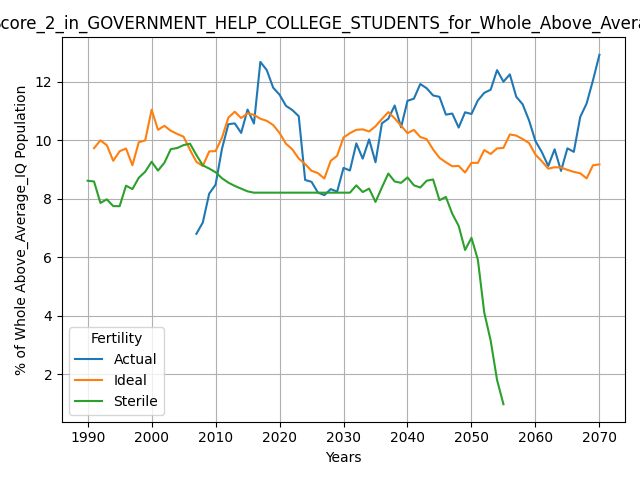 core_2_in_GOVERNMENT_HELP_COLLEGE_STUDENTS_for_Whole_Above_Avera
% of Whole Above_Average_IQ Population
12
10
8
6
4
2
Fertility
Actual
Ideal
Sterile
1990 2000 2010 2020 2030 2040 2050 2060 2070
Years